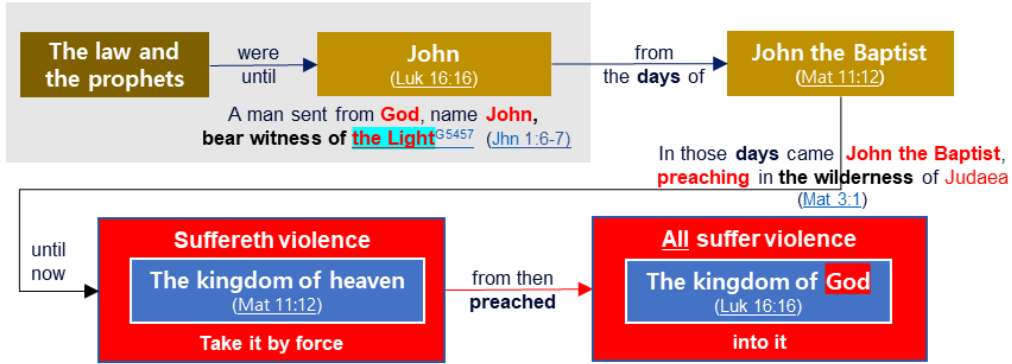 The law and
the prophets
were
until
John
(Luk 16:16)
from
the days of
John the Baptist
(Mat 11:12)
A man sent from God, name John,
bear witness of the Light G5457 (Jhn 1:6-7)
In those days came John the Baptist,
preaching in the wilderness of Judaea
(Mat 3:1)
until
now
Suffereth violence
The kingdom of heaven
(Mat 11:12)
Take it by force
from then
preached
All suffer violence
The kingdom of God
(Luk 16:16)
into it